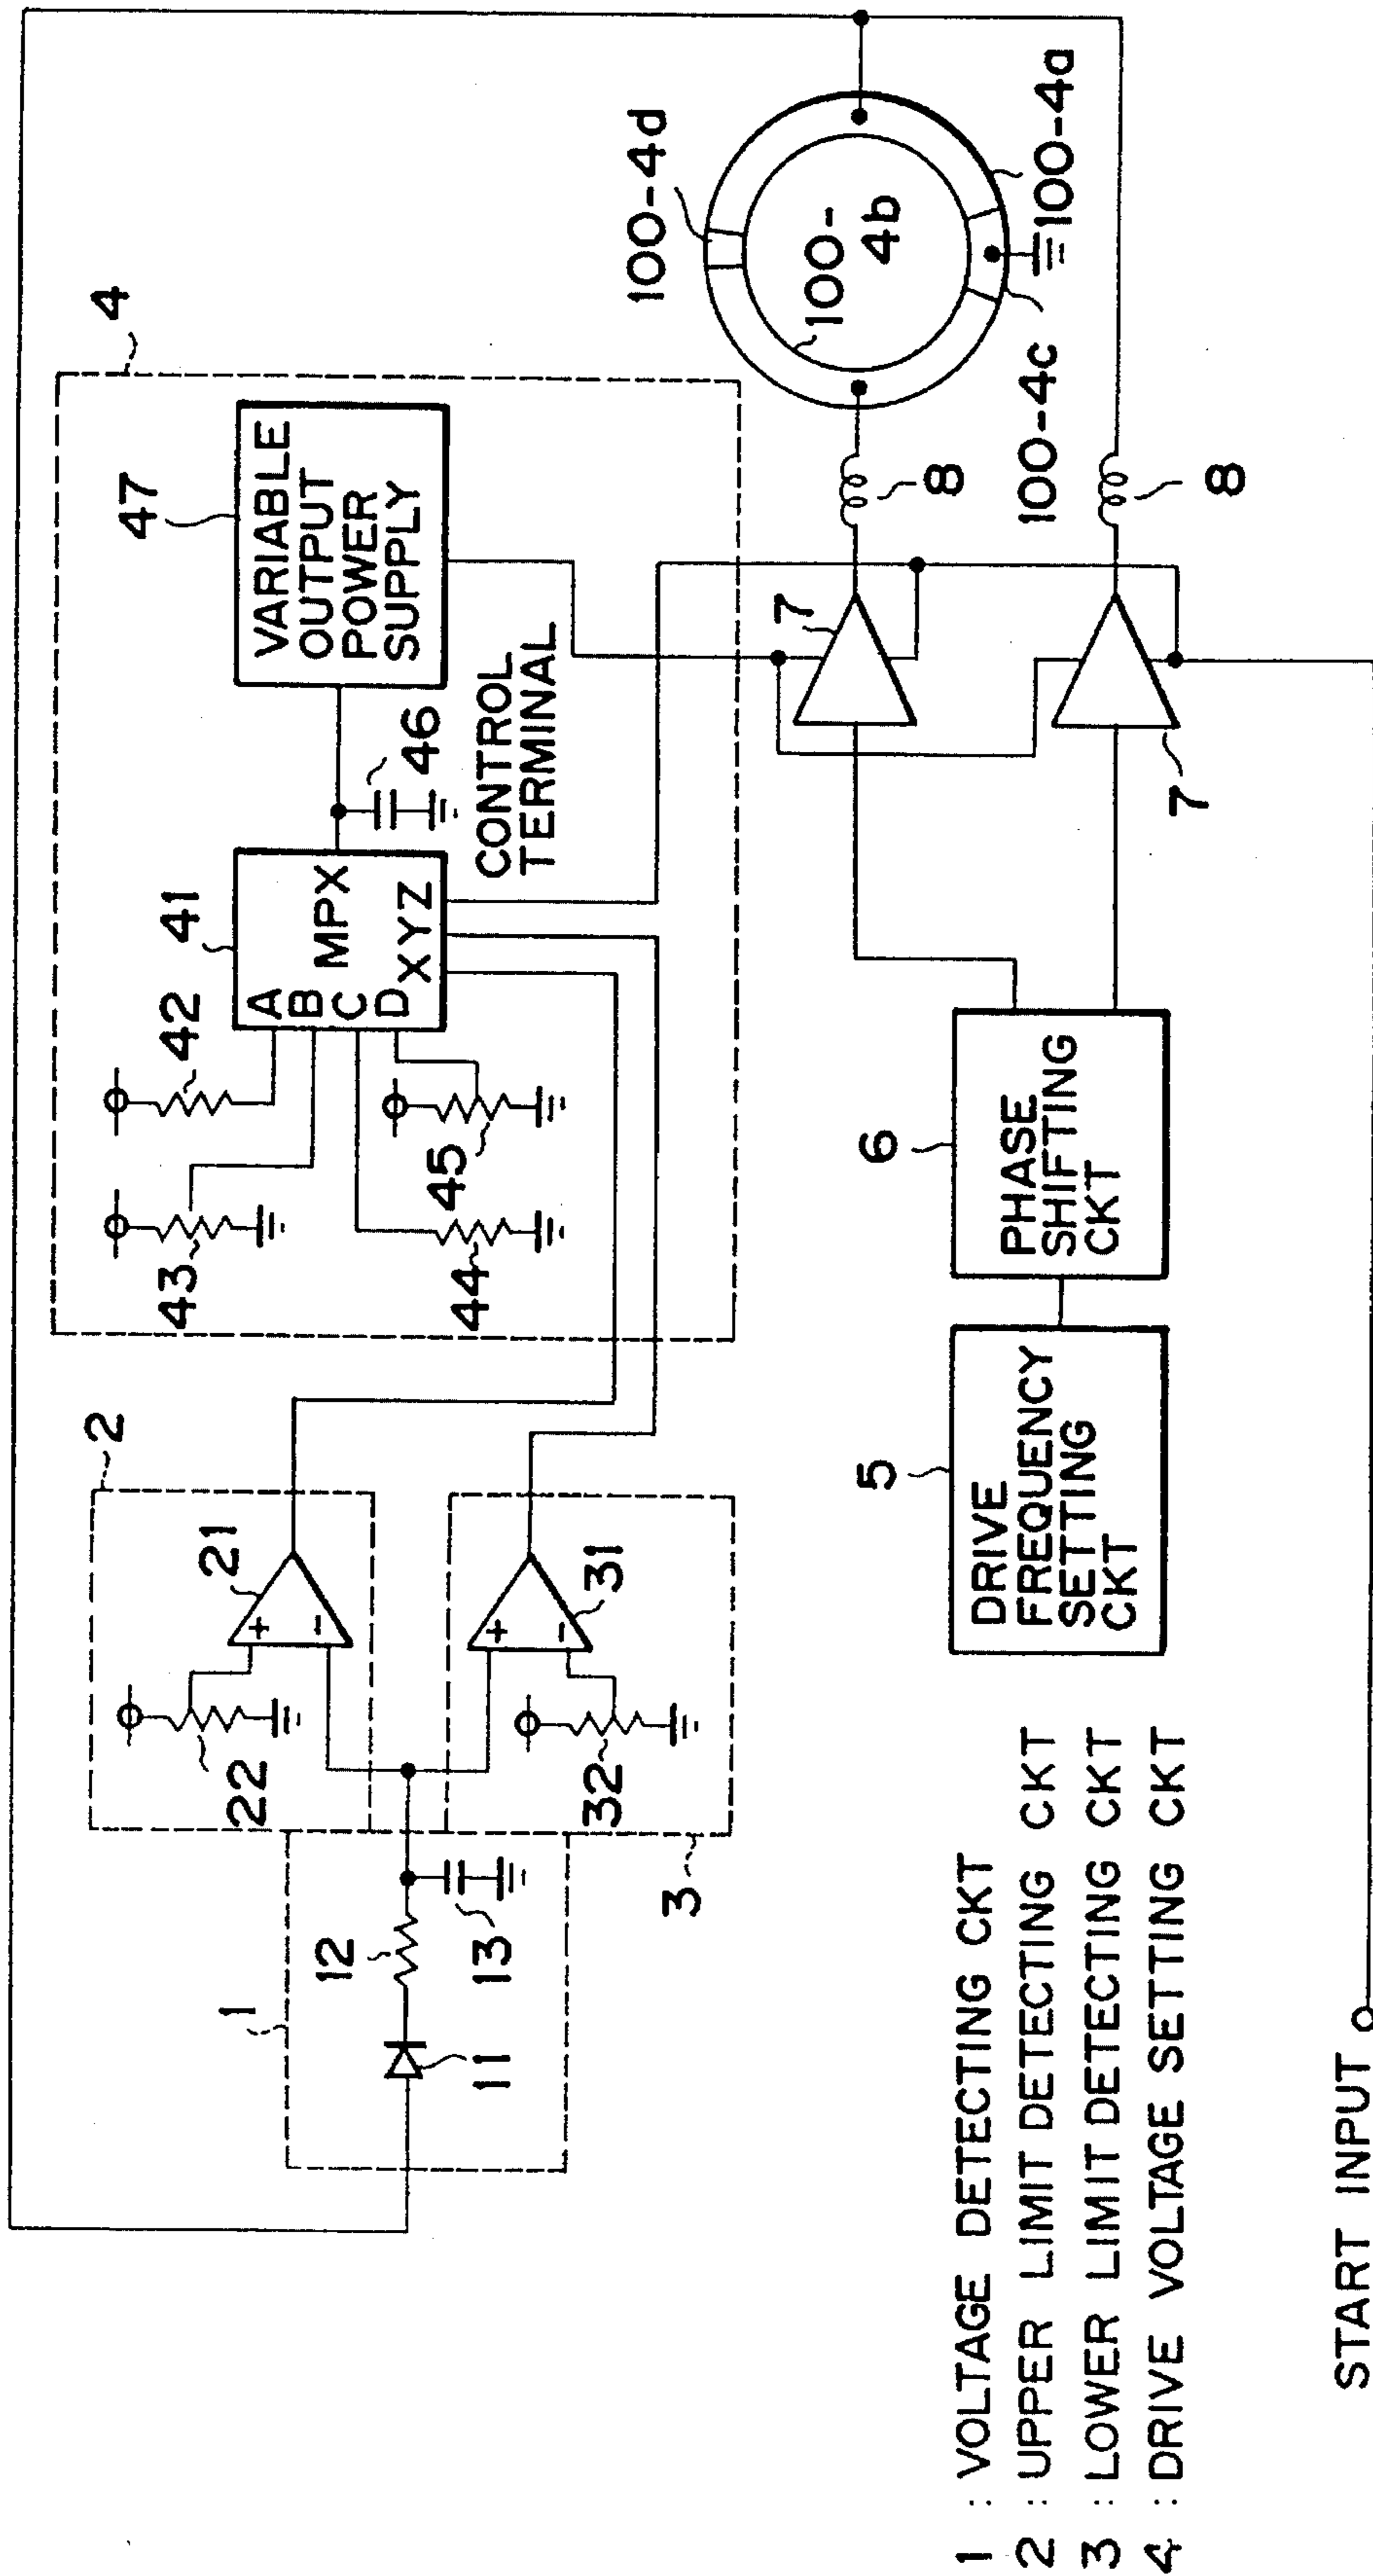 4
47
VARIABLE
OUTPUT
POWER
SUPPLY
46
CONTROL
TERMINAL
41
MPX
A
B
C
D
X Y Z
42
43
44
45
2
21
+
-
22
3
31
+
-
32
1
11
12
13
100-4d
100-
4b
100-4a
100-4c
8
8
7
7
6
PHASE
SHIFTING
CKT
5
DRIVE
FREQUENCY
SETTING
CKT
1 : VOLTAGE DETECTING CKT
2 : UPPER LIMIT DETECTING CKT
3 : LOWER LIMIT DETECTING CKT
4 : DRIVE VOLTAGE SETTING CKT
START INPUT